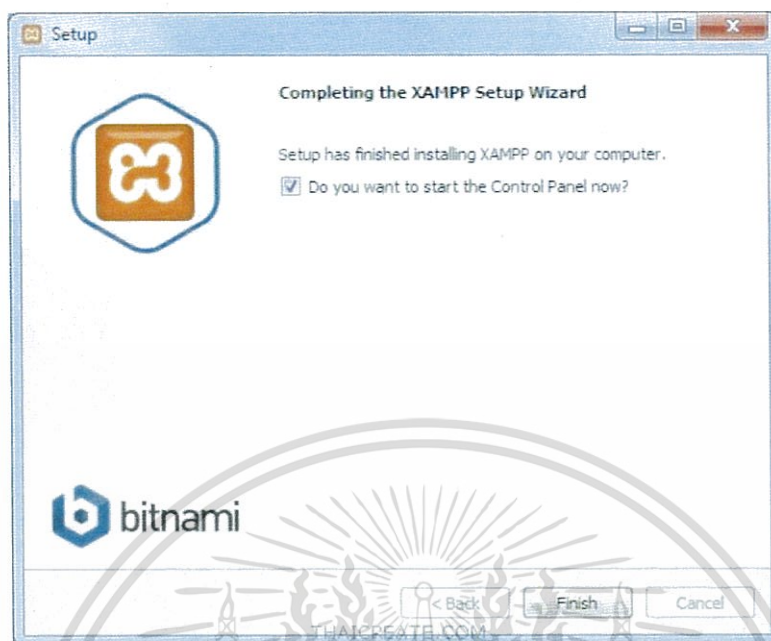 Setup
Completing the XAMPP Setup Wizard
Setup has finished installing XAMPP on your computer.
Do you want to start the Control Panel now?
bitnami
< Back
Finish
Cancel
THAICREATE.COM